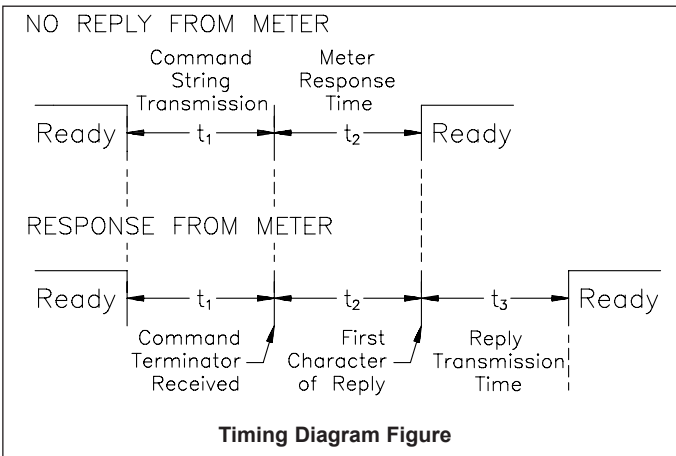 NO REPLY FROM METER
Command
String
Transmission
Meter
Response
Time
Ready
t₁
t₂
Ready
RESPONSE FROM METER
Ready
t₁
t₂
t₃
Ready
Command
Terminator
Received
First
Character
of Reply
Reply
Transmission
Time
Timing Diagram Figure